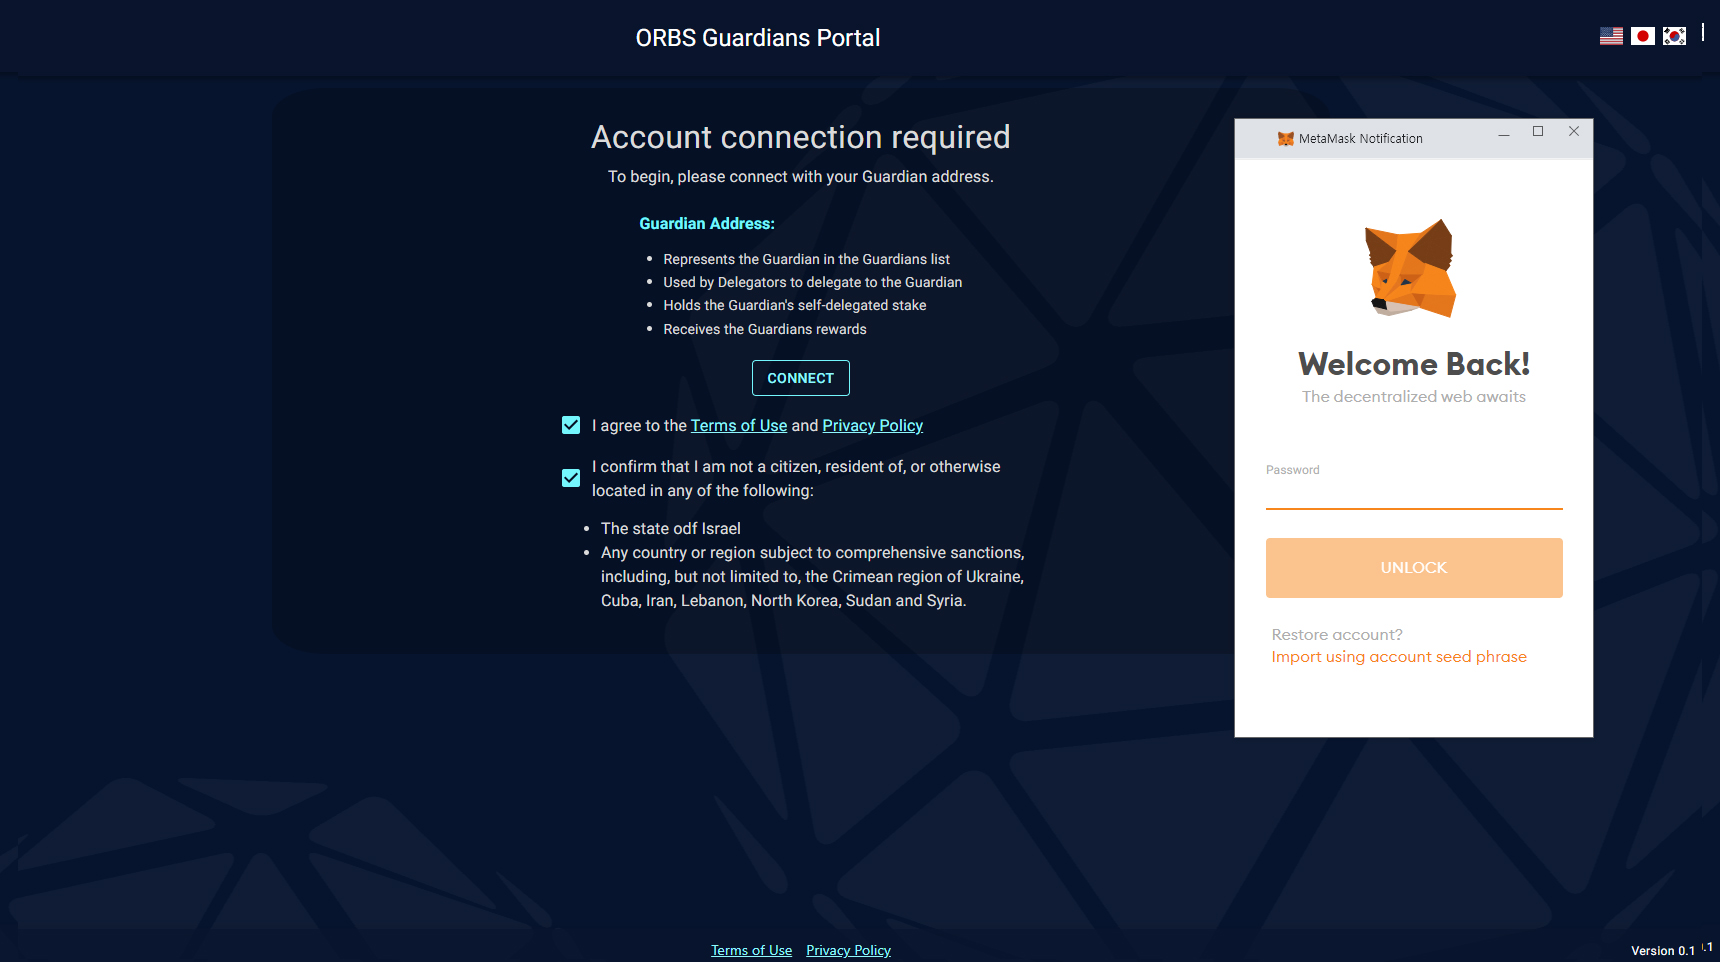 ORBS Guardians Portal
Account connection required
To begin, please connect with your Guardian address.
Guardian Address:
Represents the Guardian in the Guardians list
Used by Delegators to delegate to the Guardian
Holds the Guardian's self-delegated stake
Receives the Guardians rewards
CONNECT
I agree to the Terms of Use and Privacy Policy
I confirm that I am not a citizen, resident of, or otherwise
located in any of the following:
The state odf Israel
Any country or region subject to comprehensive sanctions,
including, but not limited to, the Crimean region of Ukraine,
Cuba, Iran, Lebanon, North Korea, Sudan and Syria.
MetaMask Notification
Welcome Back!
The decentralized web awaits
Password
UNLOCK
Restore account?
Import using account seed phrase
Terms of Use Privacy Policy
Version 0.1